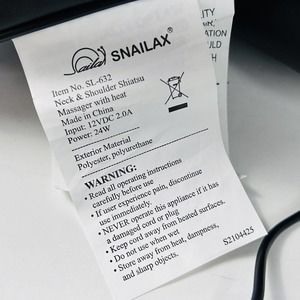 SNAILAX®
Item No. SL-632
Neck & Shoulder Shiatsu
Massager with heat
Made in China
Input: 12VDC 2.0A
Power: 24W
Exterior Material
Polyester, polyurethane
WARNING:
• Read all operating instructions
carefully before use
• If user experience pain, discontinue
use immediately.
• NEVER operate this appliance if it has
a damaged cord or plug
• Keep cord away from heated surfaces.
• Do not use when wet
• Store away from heat, dampness,
and sharp objects.
S2104425